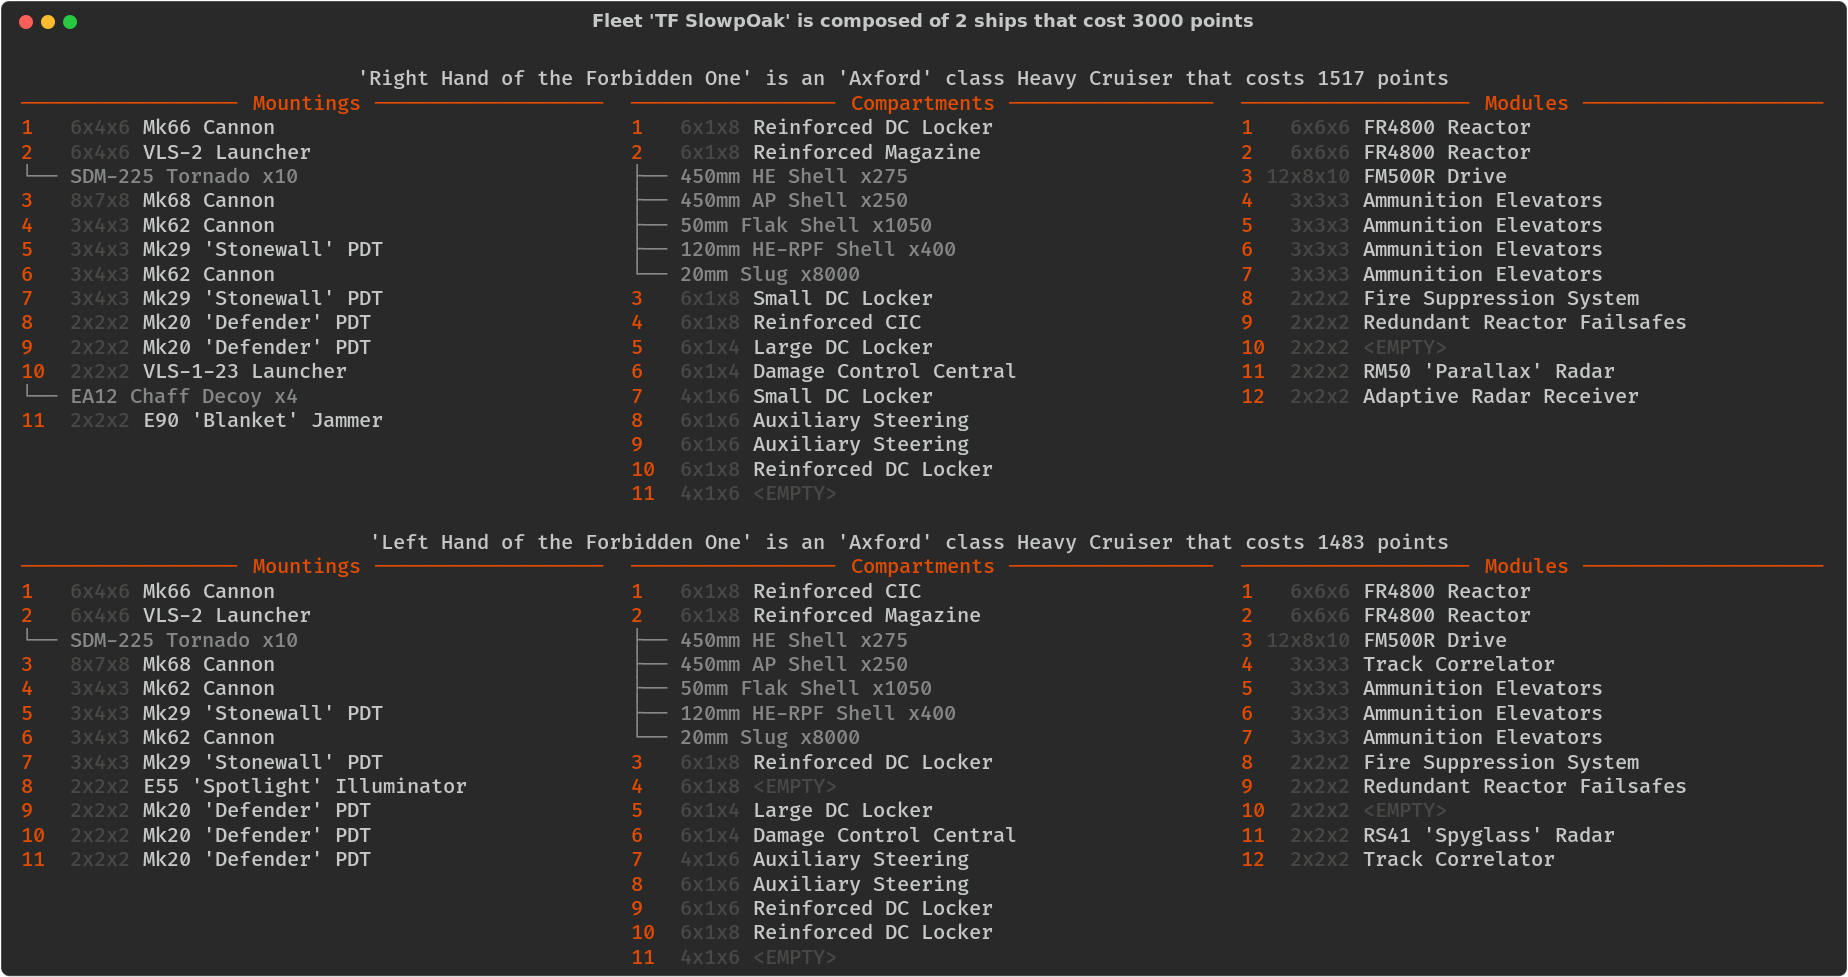 Fleet 'TF SlowpOak' is composed of 2 ships that cost 3000 points
'Right Hand of the Forbidden One' is an 'Axford' class Heavy Cruiser that costs 1517 points
Mountings
1 6x4x6 Mk66 Cannon
2 6x4x6 VLS-2 Launcher
SDM-225 Tornado x10
3 8x7x8 Mk68 Cannon
4 3x4x3 Mk62 Cannon
5 3x4x3 Mk29 'Stonewall' PDT
6 3x4x3 Mk62 Cannon
7 3x4x3 Mk29 'Stonewall' PDT
8 2x2x2 Mk20 'Defender' PDT
9 2x2x2 Mk20 'Defender' PDT
10 2x2x2 VLS-1-23 Launcher
EA12 Chaff Decoy x4
11 2x2x2 E90 'Blanket' Jammer
Compartments
1 6x1x8 Reinforced DC Locker
2 6x1x8 Reinforced Magazine
450mm HE Shell x275
450mm AP Shell x250
50mm Flak Shell x1050
120mm HE-RPF Shell x400
20mm Slug x8000
3 6x1x8 Small DC Locker
4 6x1x8 Reinforced CIC
5 6x1x4 Large DC Locker
6 6x1x4 Damage Control Central
7 4x1x6 Small DC Locker
8 6x1x6 Auxiliary Steering
9 6x1x6 Auxiliary Steering
10 6x1x8 Reinforced DC Locker
11 4x1x6 <EMPTY>
Modules
1 6x6x6 FR4800 Reactor
2 6x6x6 FR4800 Reactor
3 12x8x10 FM500R Drive
4 3x3x3 Ammunition Elevators
5 3x3x3 Ammunition Elevators
6 3x3x3 Ammunition Elevators
7 3x3x3 Ammunition Elevators
8 2x2x2 Fire Suppression System
9 2x2x2 Redundant Reactor Failsafes
10 2x2x2 <EMPTY>
11 2x2x2 RM50 'Parallax' Radar
12 2x2x2 Adaptive Radar Receiver
'Left Hand of the Forbidden One' is an 'Axford' class Heavy Cruiser that costs 1483 points
Mountings
1 6x4x6 Mk66 Cannon
2 6x4x6 VLS-2 Launcher
SDM-225 Tornado x10
3 8x7x8 Mk68 Cannon
4 3x4x3 Mk62 Cannon
5 3x4x3 Mk29 'Stonewall' PDT
6 3x4x3 Mk62 Cannon
7 3x4x3 Mk29 'Stonewall' PDT
8 2x2x2 E55 'Spotlight' Illuminator
9 2x2x2 Mk20 'Defender' PDT
10 2x2x2 Mk20 'Defender' PDT
11 2x2x2 Mk20 'Defender' PDT
Compartments
1 6x1x8 Reinforced CIC
2 6x1x8 Reinforced Magazine
450mm HE Shell x275
450mm AP Shell x250
50mm Flak Shell x1050
120mm HE-RPF Shell x400
20mm Slug x8000
3 6x1x8 Reinforced DC Locker
4 6x1x8 <EMPTY>
5 6x1x4 Large DC Locker
6 6x1x4 Damage Control Central
7 4x1x6 Auxiliary Steering
8 6x1x6 Auxiliary Steering
9 6x1x6 Reinforced DC Locker
10 6x1x8 Reinforced DC Locker
11 4x1x6 <EMPTY>
Modules
1 6x6x6 FR4800 Reactor
2 6x6x6 FR4800 Reactor
3 12x8x10 FM500R Drive
4 3x3x3 Track Correlator
5 3x3x3 Ammunition Elevators
6 3x3x3 Ammunition Elevators
7 3x3x3 Ammunition Elevators
8 2x2x2 Fire Suppression System
9 2x2x2 Redundant Reactor Failsafes
10 2x2x2 <EMPTY>
11 2x2x2 RS41 'Spyglass' Radar
12 2x2x2 Track Correlator